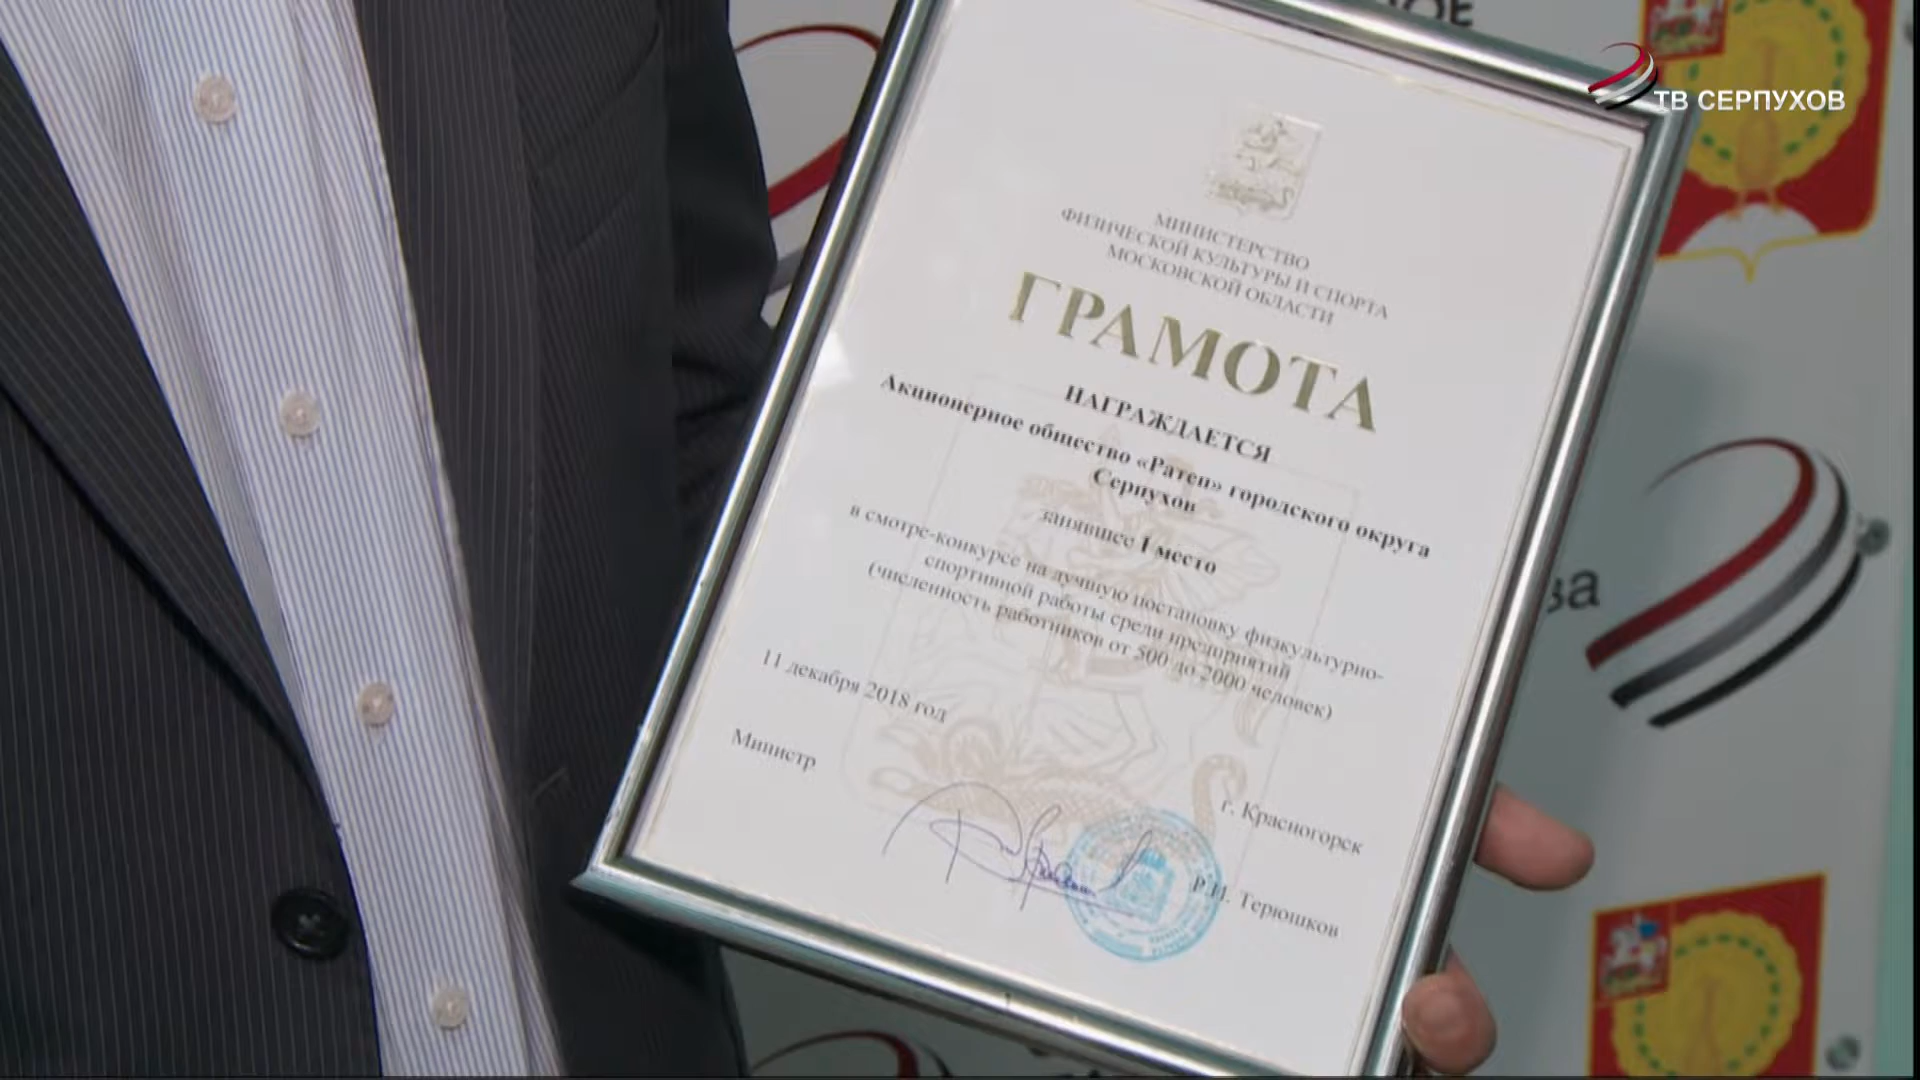 НОЕ
ТВ СЕРПУХОВ
МИНИСТЕРСТВО
ФИЗИЧЕСКОЙ КУЛЬТУРЫ И СПОРТА
МОСКОВСКОЙ ОБЛАСТИ
ГРАМОТА
НАГРАЖДАЕТСЯ
Акционерное общество «Ратеп» городского округа
Серпухов
занявшее I место
в смотре-конкурсе на лучшую постановку физкультурно-
спортивной работы среди предприятий
(численность работников от 500 до 2000 человек)
11 декабря 2018 год
г. Красногорск
Министр
Р.И. Терюшков
ва